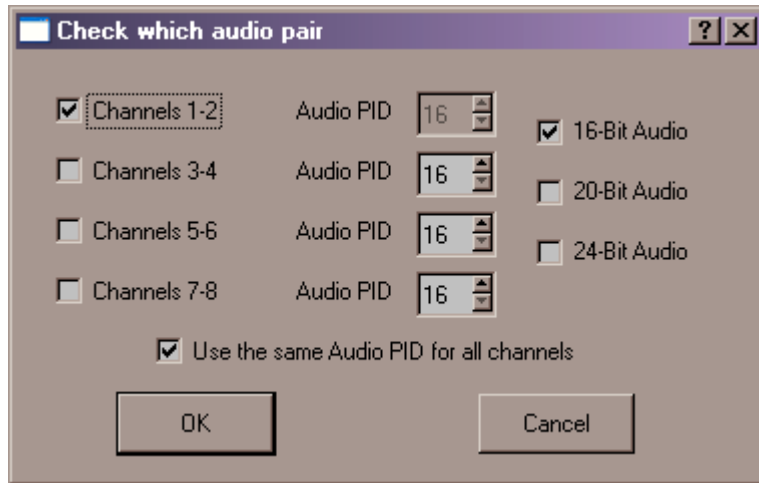 Check which audio pair
Channels 1-2 Audio PID 16
16-Bit Audio
Channels 3-4 Audio PID 16
20-Bit Audio
Channels 5-6 Audio PID 16
24-Bit Audio
Channels 7-8 Audio PID 16
Use the same Audio PID for all channels
OK Cancel